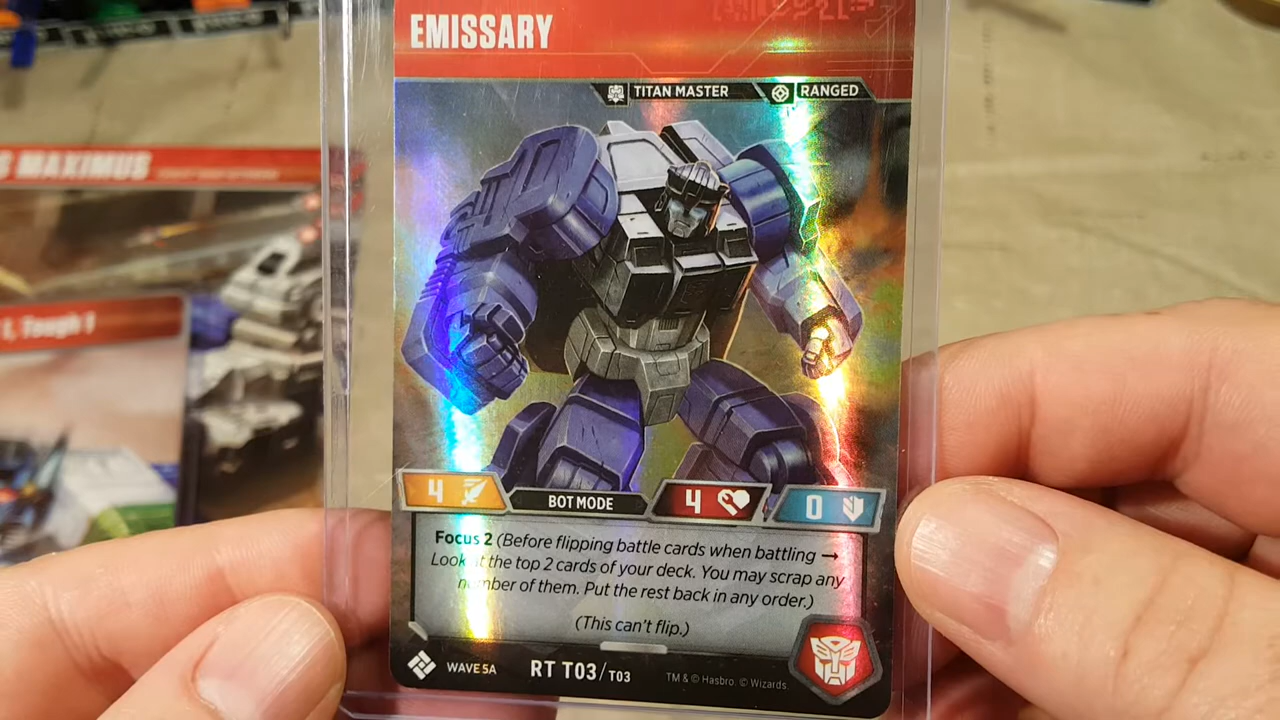 EMISSARY
TITAN MASTER
RANGED
S MAXIMUS
1, Tough 1
4
BOT MODE
4
0
Focus 2 (Before flipping battle cards when battling →
Look at the top 2 cards of your deck. You may scrap any
number of them. Put the rest back in any order.)
(This can't flip.)
WAVE 5A
RT T03/T03
TM & © Hasbro. © Wizards.